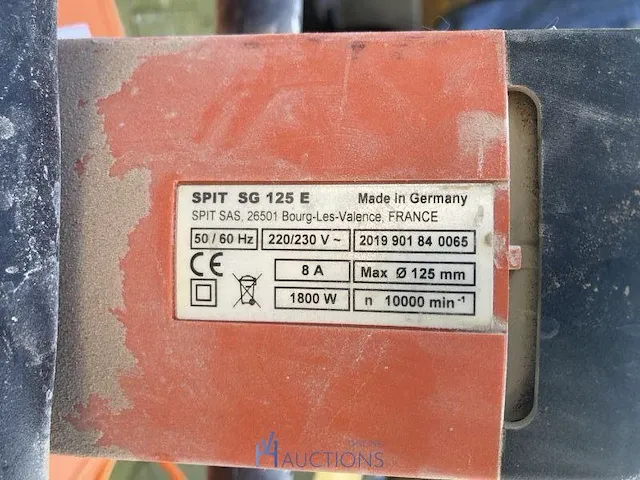 SPIT SG 125 E Made in Germany
SPIT SAS, 26501 Bourg-Les-Valence, FRANCE
50 / 60 Hz 220/230 V ~ 2019 901 84 0065
CE 8 A Max Ø 125 mm
1800 W n 10000 min⁻¹
ONLINE
AUCTIONS